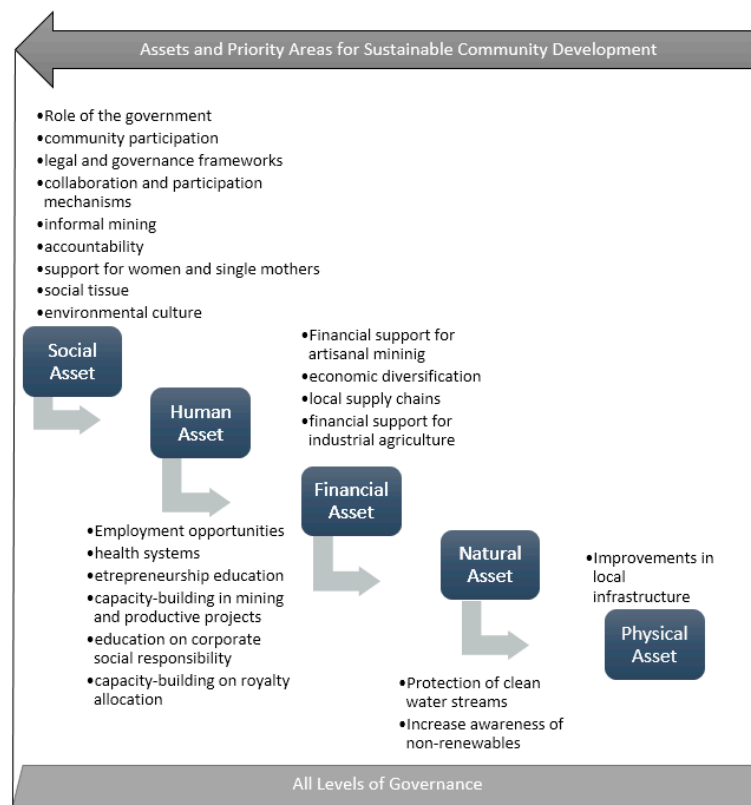 Assets and Priority Areas for Sustainable Community Development
•Role of the government
•community participation
•legal and governance frameworks
•collaboration and participation
mechanisms
•informal mining
•accountability
•support for women and single mothers
•social tissue
•environmental culture
Social
Asset
Human
Asset
•Employment opportunities
•health systems
•etrepreneurship education
•capacity-building in mining
and productive projects
•education on corporate
social responsibility
•capacity-building on royalty
allocation
•Financial support for
artisanal mininig
•economic diversification
•local supply chains
•financial support for
industrial agriculture
Financial
Asset
Natural
Asset
•Protection of clean
water streams
•Increase awareness of
non-renewables
•Improvements in
local
infrastructure
Physical
Asset
All Levels of Governance